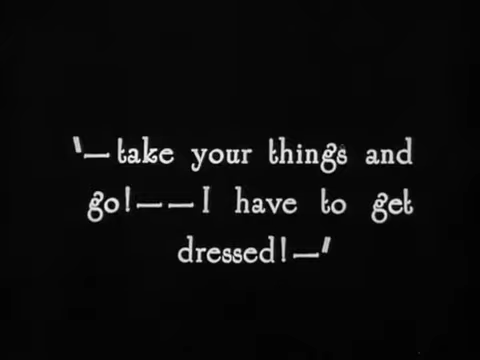 "—take your things and
go!——I have to get
dressed!—"